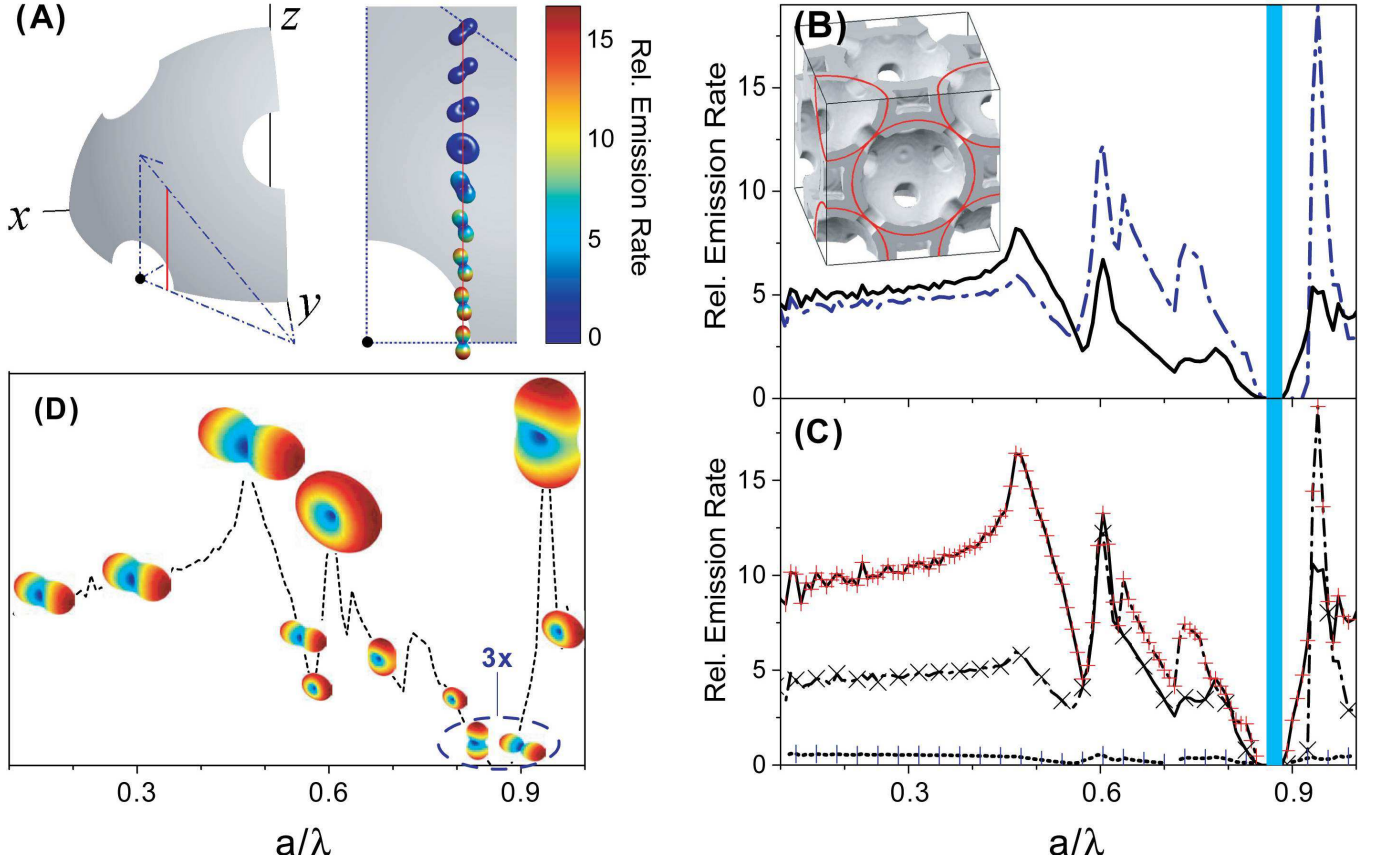 (A)
z
x
y
15
10
5
0
Rel. Emission Rate
(B)
15
10
5
0
Rel. Emission Rate
(D)
3x
0.3
0.6
0.9
a/λ
(C)
15
10
5
0
Rel. Emission Rate
0.3
0.6
0.9
a/λ